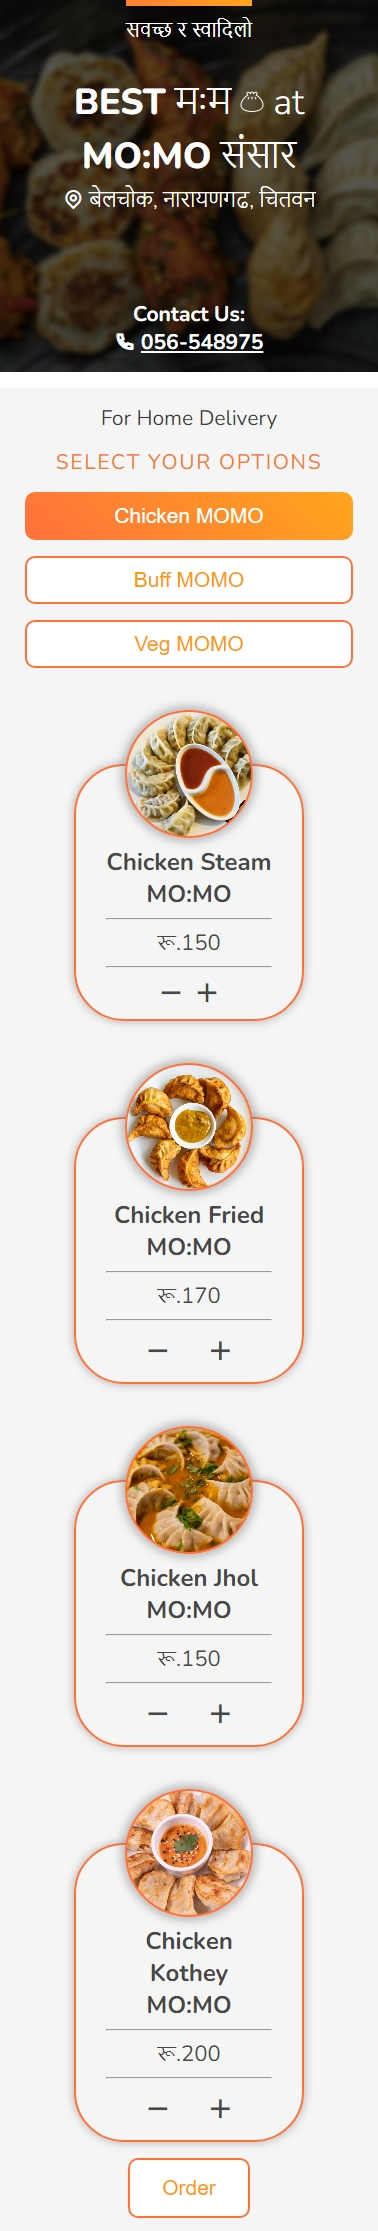 सवच्छ र स्वादिलो
BEST म:म at
MO:MO संसार
बेलचोक, नारायणगढ, चितवन
Contact Us:
056-548975
For Home Delivery
SELECT YOUR OPTIONS
Chicken MOMO
Buff MOMO
Veg MOMO
Chicken Steam
MO:MO
रू.150
− +
Chicken Fried
MO:MO
रू.170
− +
Chicken Jhol
MO:MO
रू.150
− +
Chicken
Kothey
MO:MO
रू.200
− +
Order